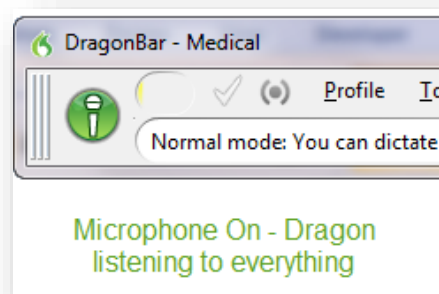 DragonBar - Medical
Profile
Normal mode: You can dictate
Microphone On - Dragon
listening to everything